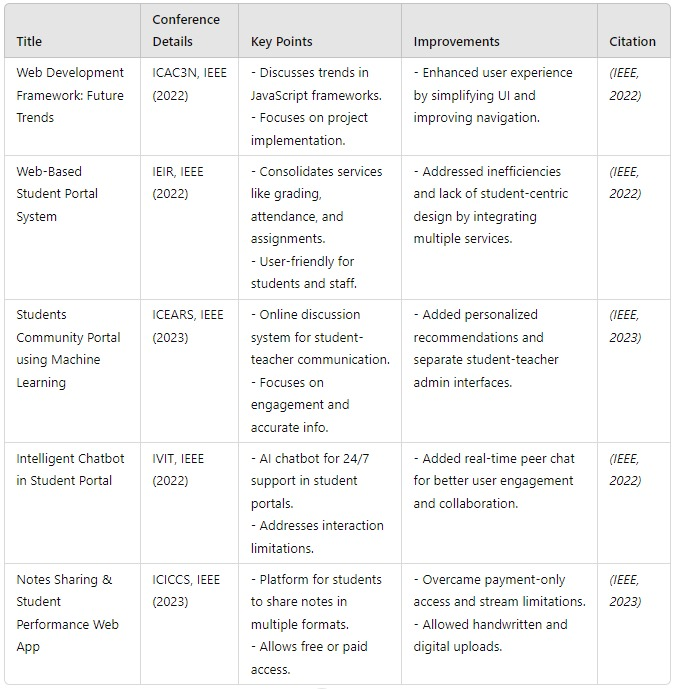 Title
Conference
Details
Key Points
Improvements
Citation
Web Development
Framework: Future
Trends
ICAC3N, IEEE
(2022)
- Discusses trends in
JavaScript frameworks.
- Focuses on project
implementation.
- Enhanced user experience
by simplifying UI and
improving navigation.
(IEEE,
2022)
Web-Based
Student Portal
System
IEIR, IEEE
(2022)
- Consolidates services
like grading,
attendance, and
assignments.
- User-friendly for
students and staff.
- Addressed inefficiencies
and lack of student-centric
design by integrating
multiple services.
(IEEE,
2022)
Students
Community Portal
using Machine
Learning
ICEARS, IEEE
(2023)
- Online discussion
system for student-
teacher communication.
- Focuses on
engagement and
accurate info.
- Added personalized
recommendations and
separate student-teacher
admin interfaces.
(IEEE,
2023)
Intelligent Chatbot
in Student Portal
IVIT, IEEE
(2022)
- AI chatbot for 24/7
support in student
portals.
- Addresses interaction
limitations.
- Added real-time peer chat
for better user engagement
and collaboration.
(IEEE,
2022)
Notes Sharing &
Student
Performance Web
App
ICICCS, IEEE
(2023)
- Platform for students
to share notes in
multiple formats.
- Allows free or paid
access.
- Overcame payment-only
access and stream limitations.
- Allowed handwritten and
digital uploads.
(IEEE,
2023)